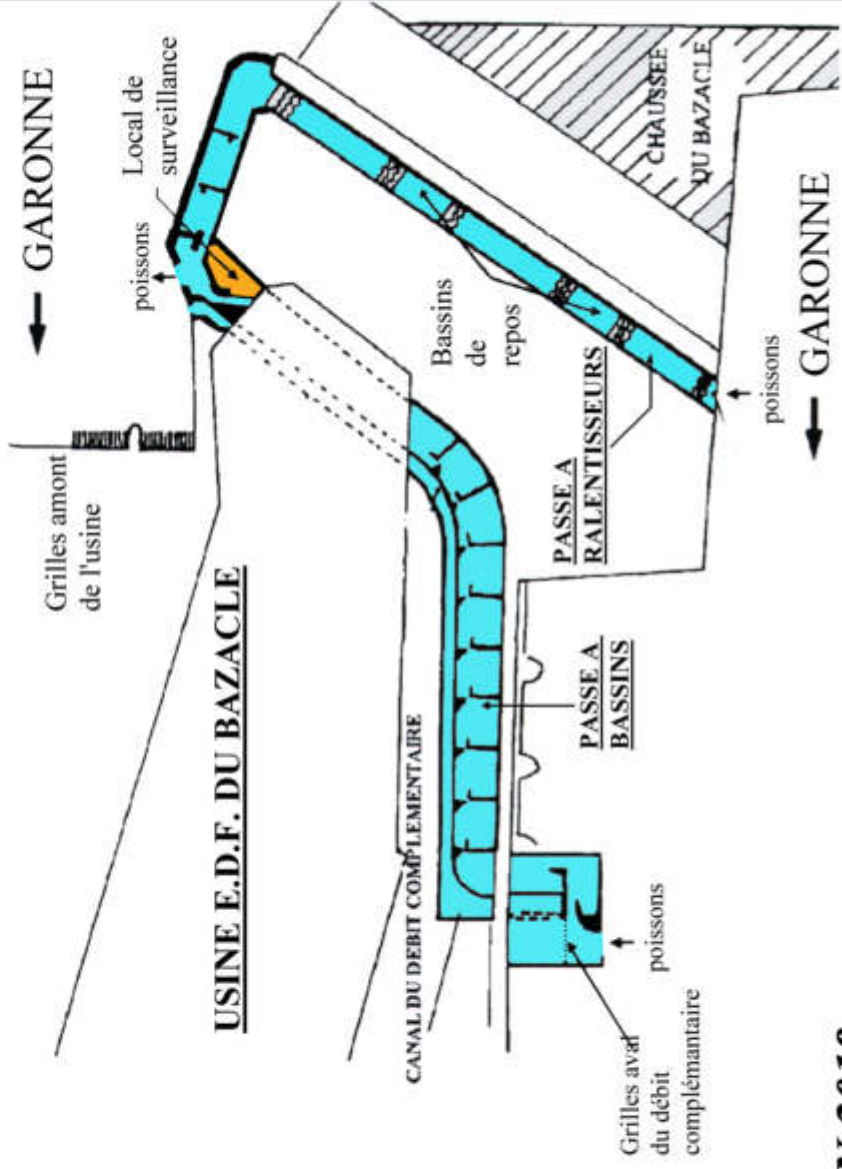 GARONNE
Local de
surveillance
poissons
Grilles amont
de l'usine
USINE E.D.F. DU BAZACLE
CHAUSSEE
DU BAZACLE
Bassins
de
repos
CANAL DU DEBIT COMPLEMENTAIRE
PASSE A
RALENTISSEURS
PASSE A
BASSINS
poissons
GARONNE
poissons
Grilles aval
du débit
complémantaire